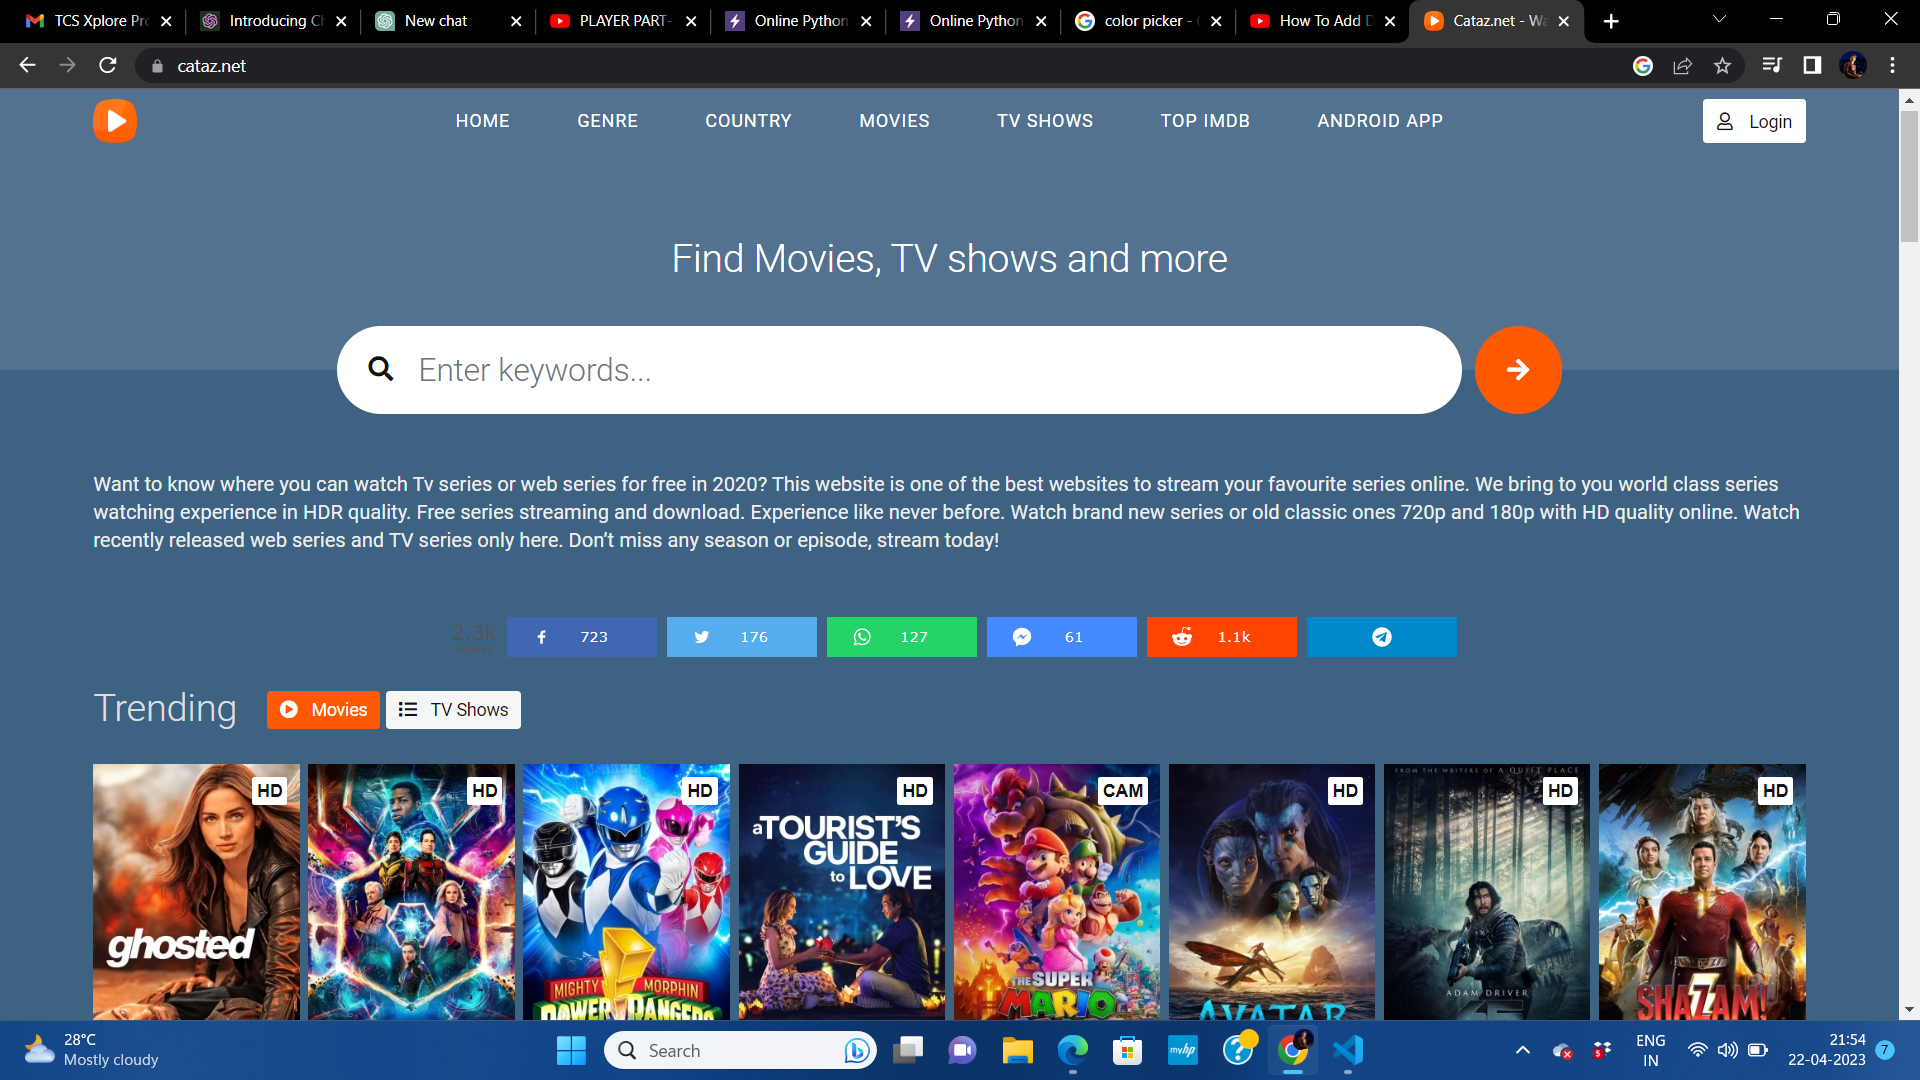 TCS Xplore Pro
Introducing Ch
New chat
PLAYER PART-
Online Python
Online Python
color picker -
How To Add D
Cataz.net - Wa
cataz.net
HOME
GENRE
COUNTRY
MOVIES
TV SHOWS
TOP IMDB
ANDROID APP
Login
Find Movies, TV shows and more
Enter keywords...
Want to know where you can watch Tv series or web series for free in 2020? This website is one of the best websites to stream your favourite series online. We bring to you world class series
watching experience in HDR quality. Free series streaming and download. Experience like never before. Watch brand new series or old classic ones 720p and 180p with HD quality online. Watch
recently released web series and TV series only here. Don’t miss any season or episode, stream today!
2.3k
Shares
723
176
127
61
1.1k
Trending
Movies
TV Shows
HD
HD
HD
HD
CAM
HD
HD
HD
ghosted
MIGHTY MORPHIN
POWER RANGERS
a TOURIST'S
GUIDE
to LOVE
THE SUPER
MARIO
AVATAR
FROM THE WRITERS OF A QUIET PLACE
ADAM DRIVER
65
SHAZAM!
28°C
Mostly cloudy
Search
myhp
5
ENG
IN
21:54
22-04-2023
7